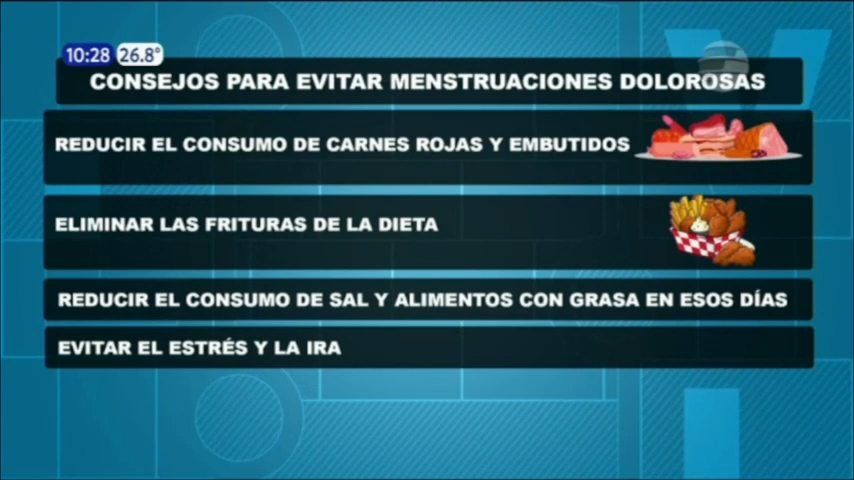 10:28 26.8°
CONSEJOS PARA EVITAR MENSTRUACIONES DOLOROSAS
REDUCIR EL CONSUMO DE CARNES ROJAS Y EMBUTIDOS
ELIMINAR LAS FRITURAS DE LA DIETA
REDUCIR EL CONSUMO DE SAL Y ALIMENTOS CON GRASA EN ESOS DÍAS
EVITAR EL ESTRÉS Y LA IRA